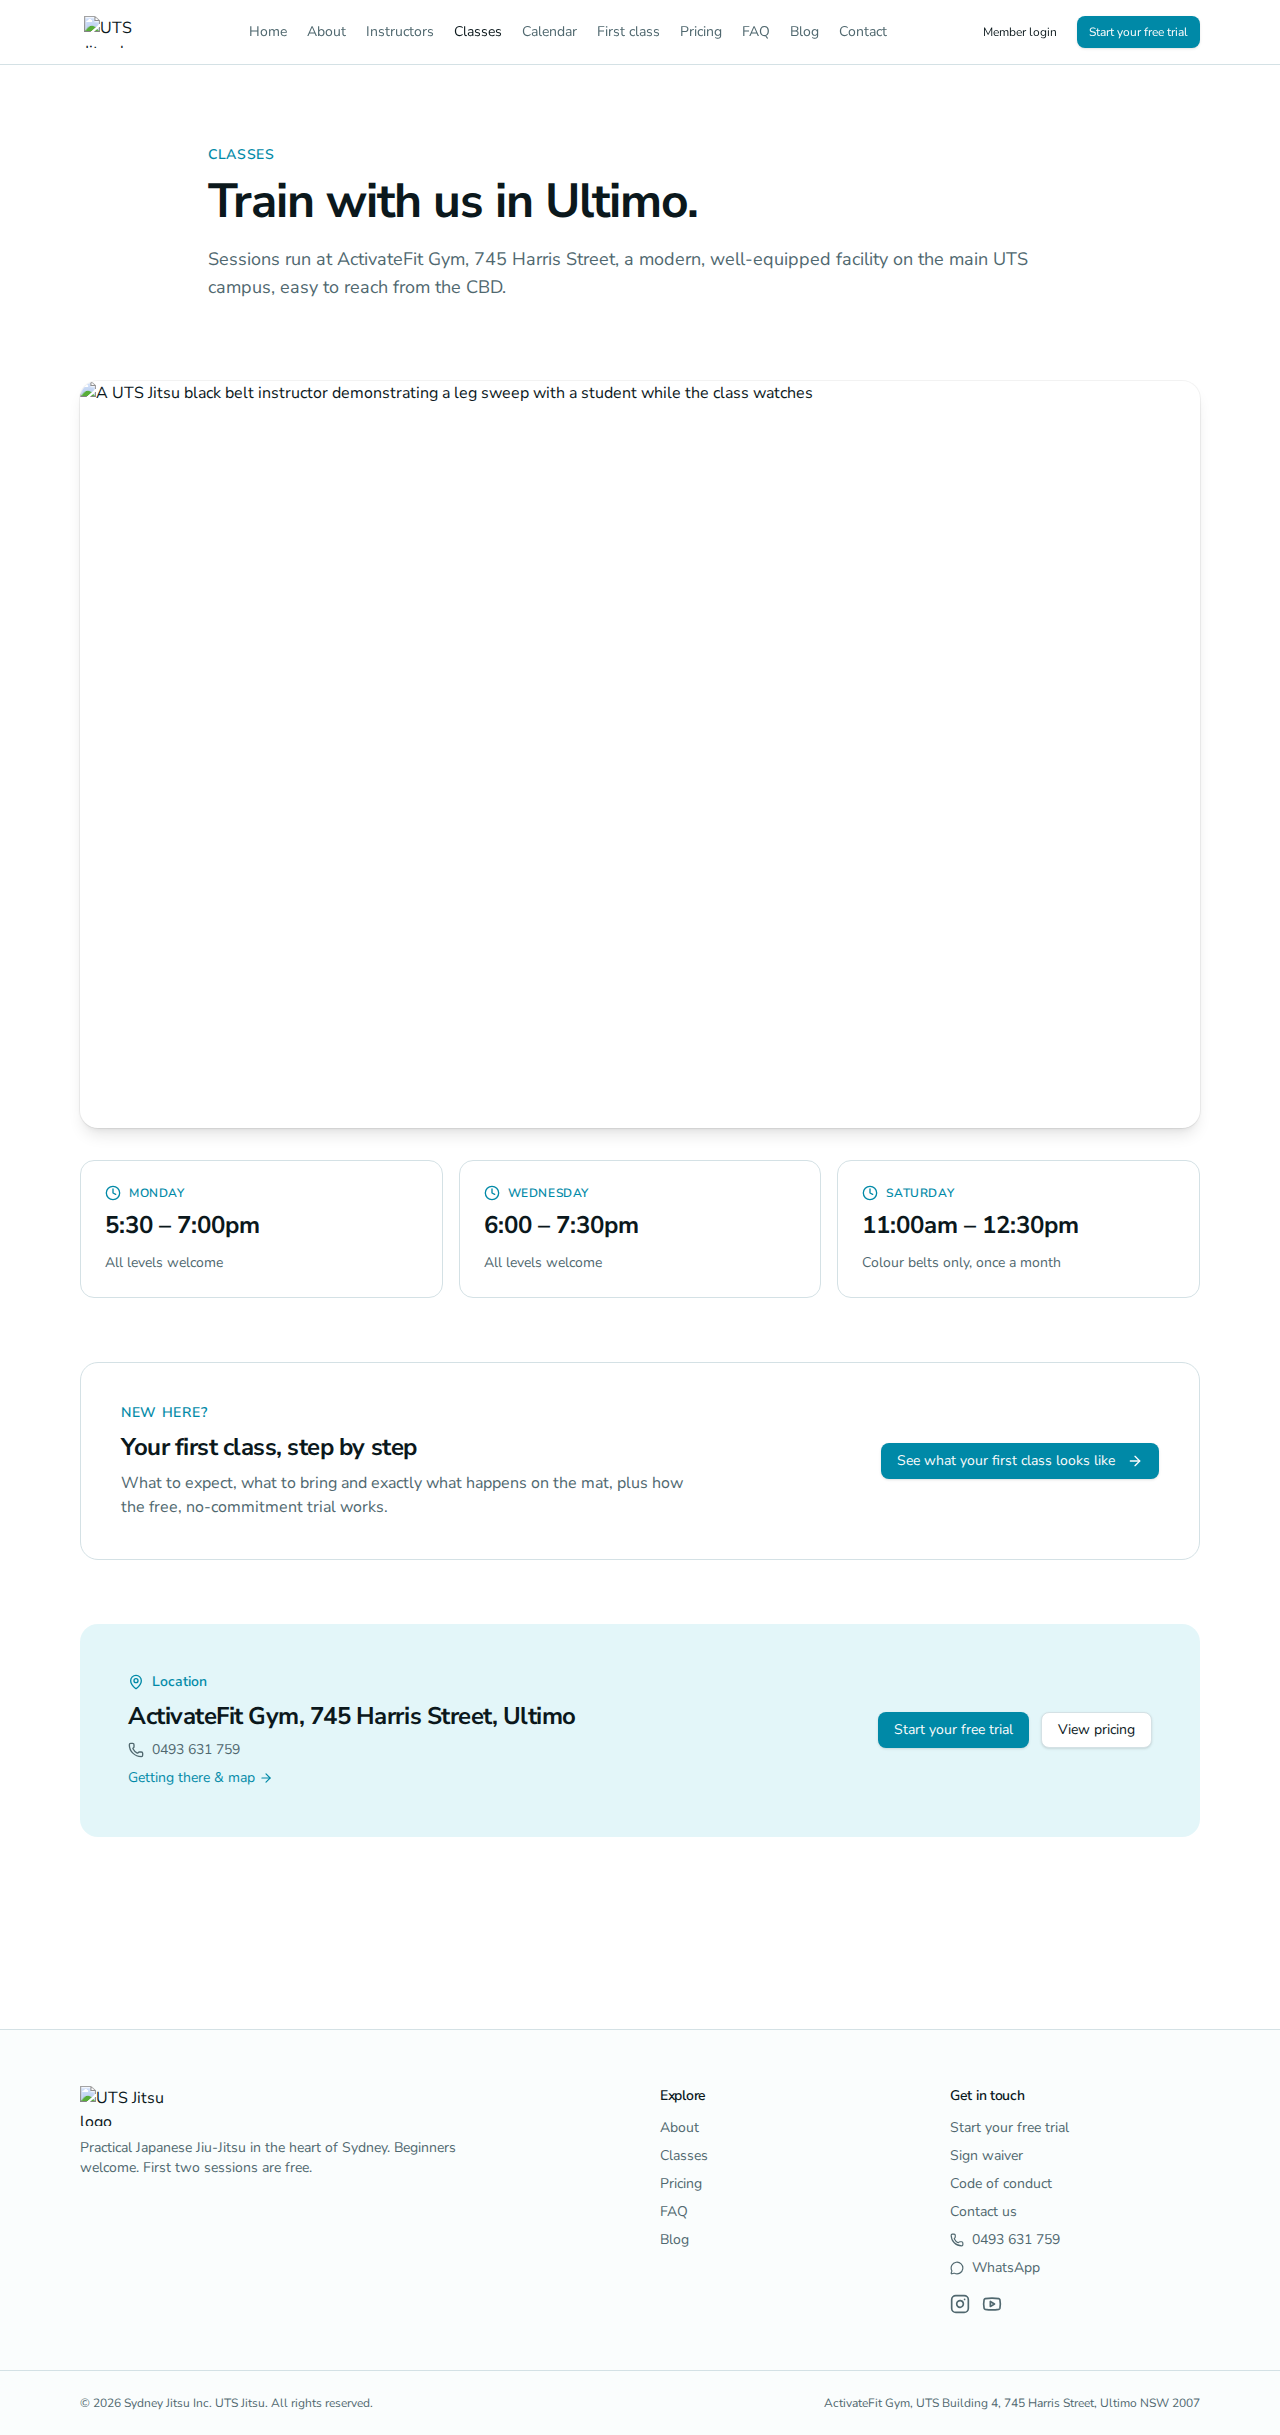 UTS
Home About Instructors Classes Calendar First class Pricing FAQ Blog Contact
Member login
Start your free trial
CLASSES
Train with us in Ultimo.
Sessions run at ActivateFit Gym, 745 Harris Street, a modern, well-equipped facility on the main UTS
campus, easy to reach from the CBD.
A UTS Jitsu black belt instructor demonstrating a leg sweep with a student while the class watches
MONDAY
5:30 – 7:00pm
All levels welcome
WEDNESDAY
6:00 – 7:30pm
All levels welcome
SATURDAY
11:00am – 12:30pm
Colour belts only, once a month
NEW HERE?
Your first class, step by step
What to expect, what to bring and exactly what happens on the mat, plus how
the free, no-commitment trial works.
See what your first class looks like
Location
ActivateFit Gym, 745 Harris Street, Ultimo
0493 631 759
Getting there & map
Start your free trial
View pricing
UTS Jitsu
logo
Practical Japanese Jiu-Jitsu in the heart of Sydney. Beginners
welcome. First two sessions are free.
Explore
About
Classes
Pricing
FAQ
Blog
Get in touch
Start your free trial
Sign waiver
Code of conduct
Contact us
0493 631 759
WhatsApp
© 2026 Sydney Jitsu Inc. UTS Jitsu. All rights reserved.
ActivateFit Gym, UTS Building 4, 745 Harris Street, Ultimo NSW 2007